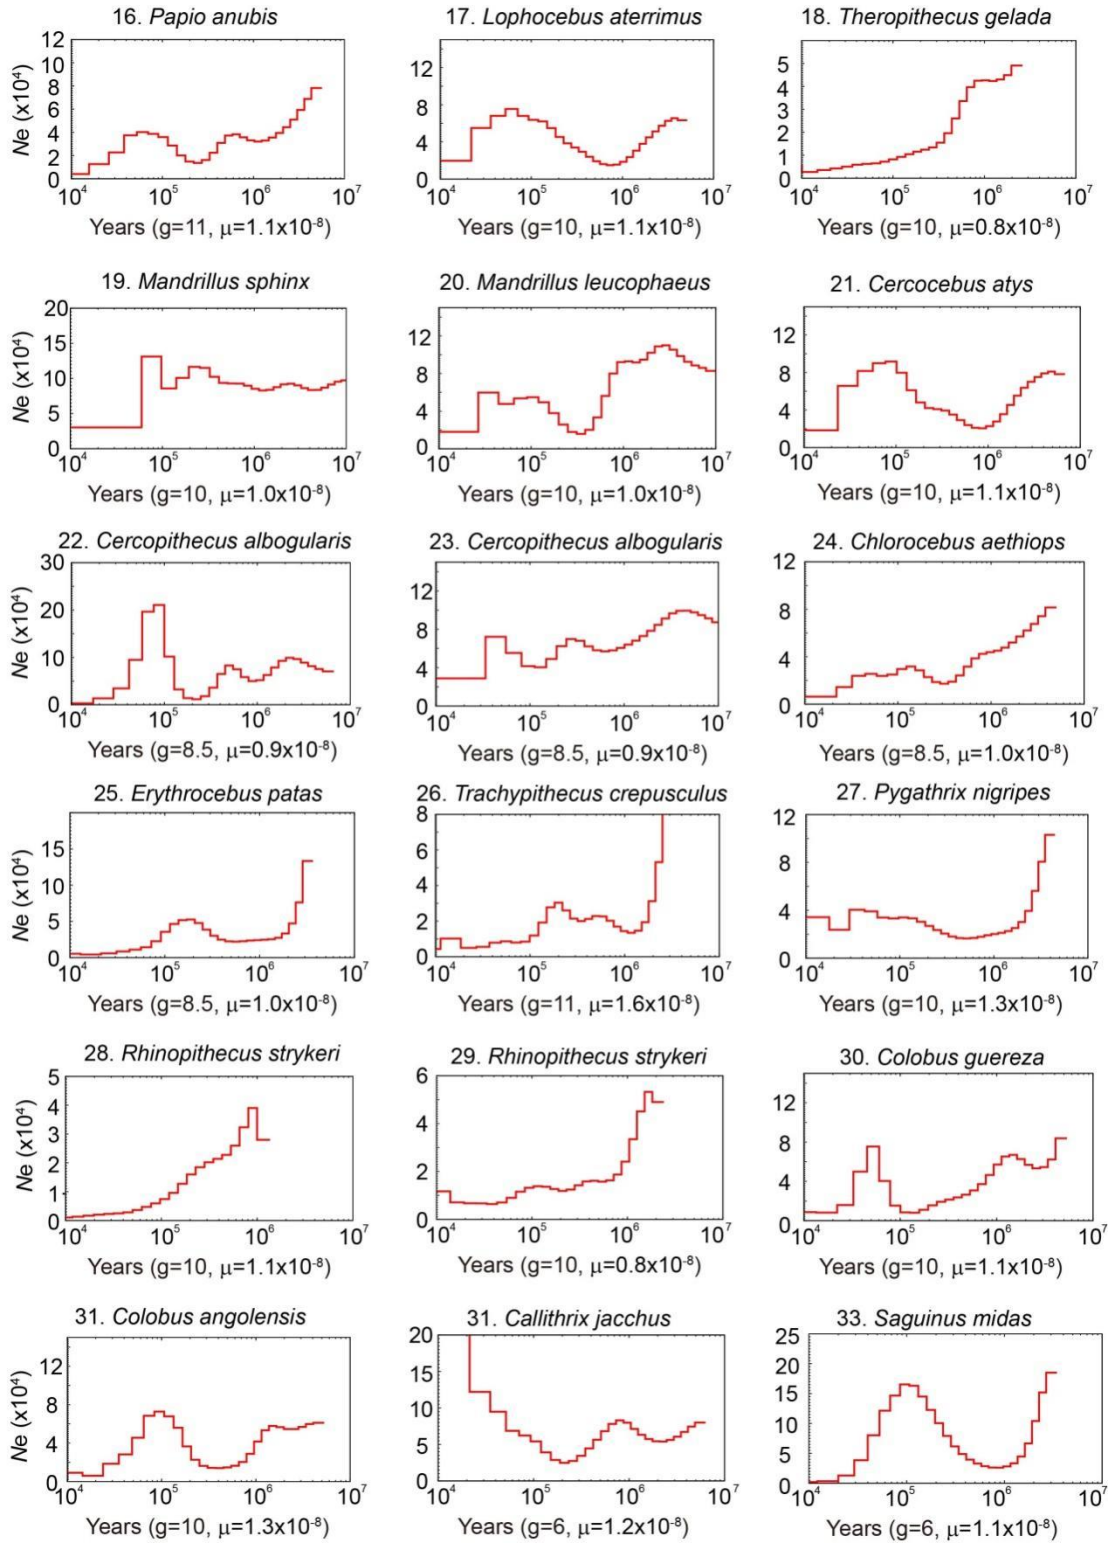 16. Papio anubis
17. Lophocebus aterrimus
18. Theropithecus gelada
Ne (x10⁴)
12
10
8
6
4
2
0
10⁴ 10⁵ 10⁶ 10⁷
Years (g=11, μ=1.1x10⁻⁸)
12
8
4
0
10⁴ 10⁵ 10⁶ 10⁷
Years (g=10, μ=1.1x10⁻⁸)
5
4
3
2
1
0
10⁴ 10⁵ 10⁶ 10⁷
Years (g=10, μ=0.8x10⁻⁸)
19. Mandrillus sphinx
20. Mandrillus leucophaeus
21. Cercocebus atys
Ne (x10⁴)
20
15
10
5
0
10⁴ 10⁵ 10⁶ 10⁷
Years (g=10, μ=1.0x10⁻⁸)
12
8
4
0
10⁴ 10⁵ 10⁶ 10⁷
Years (g=10, μ=1.0x10⁻⁸)
12
8
4
0
10⁴ 10⁵ 10⁶ 10⁷
Years (g=10, μ=1.1x10⁻⁸)
22. Cercopithecus albogularis
23. Cercopithecus albogularis
24. Chlorocebus aethiops
Ne (x10⁴)
30
20
10
0
10⁴ 10⁵ 10⁶ 10⁷
Years (g=8.5, μ=0.9x10⁻⁸)
12
8
4
0
10⁴ 10⁵ 10⁶ 10⁷
Years (g=8.5, μ=0.9x10⁻⁸)
12
8
4
0
10⁴ 10⁵ 10⁶ 10⁷
Years (g=8.5, μ=1.0x10⁻⁸)
25. Erythrocebus patas
26. Trachypithecus crepusculus
27. Pygathrix nigripes
Ne (x10⁴)
15
10
5
0
10⁴ 10⁵ 10⁶ 10⁷
Years (g=8.5, μ=1.0x10⁻⁸)
8
6
4
2
0
10⁴ 10⁵ 10⁶ 10⁷
Years (g=11, μ=1.6x10⁻⁸)
12
8
4
0
10⁴ 10⁵ 10⁶ 10⁷
Years (g=10, μ=1.3x10⁻⁸)
28. Rhinopithecus strykeri
29. Rhinopithecus strykeri
30. Colobus guereza
Ne (x10⁴)
5
4
3
2
1
0
10⁴ 10⁵ 10⁶ 10⁷
Years (g=10, μ=1.1x10⁻⁸)
6
4
2
0
10⁴ 10⁵ 10⁶ 10⁷
Years (g=10, μ=0.8x10⁻⁸)
12
8
4
0
10⁴ 10⁵ 10⁶ 10⁷
Years (g=10, μ=1.1x10⁻⁸)
31. Colobus angolensis
31. Callithrix jacchus
33. Saguinus midas
Ne (x10⁴)
12
8
4
0
10⁴ 10⁵ 10⁶ 10⁷
Years (g=10, μ=1.3x10⁻⁸)
20
15
10
5
0
10⁴ 10⁵ 10⁶ 10⁷
Years (g=6, μ=1.2x10⁻⁸)
25
20
15
10
5
0
10⁴ 10⁵ 10⁶ 10⁷
Years (g=6, μ=1.1x10⁻⁸)